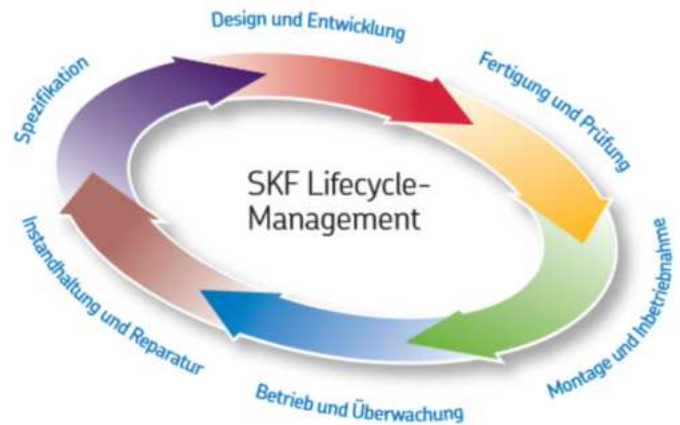 Design und Entwicklung
Fertigung und Prüfung
Montage und Inbetriebnahme
Betrieb und Überwachung
Instandhaltung und Reparatur
Spezifikation
SKF Lifecycle-
Management